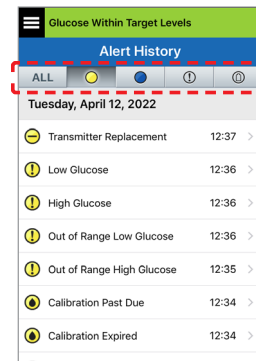 Glucose Within Target Levels
Alert History
ALL
Tuesday, April 12, 2022
Transmitter Replacement 12:37
Low Glucose 12:36
High Glucose 12:36
Out of Range Low Glucose 12:36
Out of Range High Glucose 12:35
Calibration Past Due 12:34
Calibration Expired 12:34